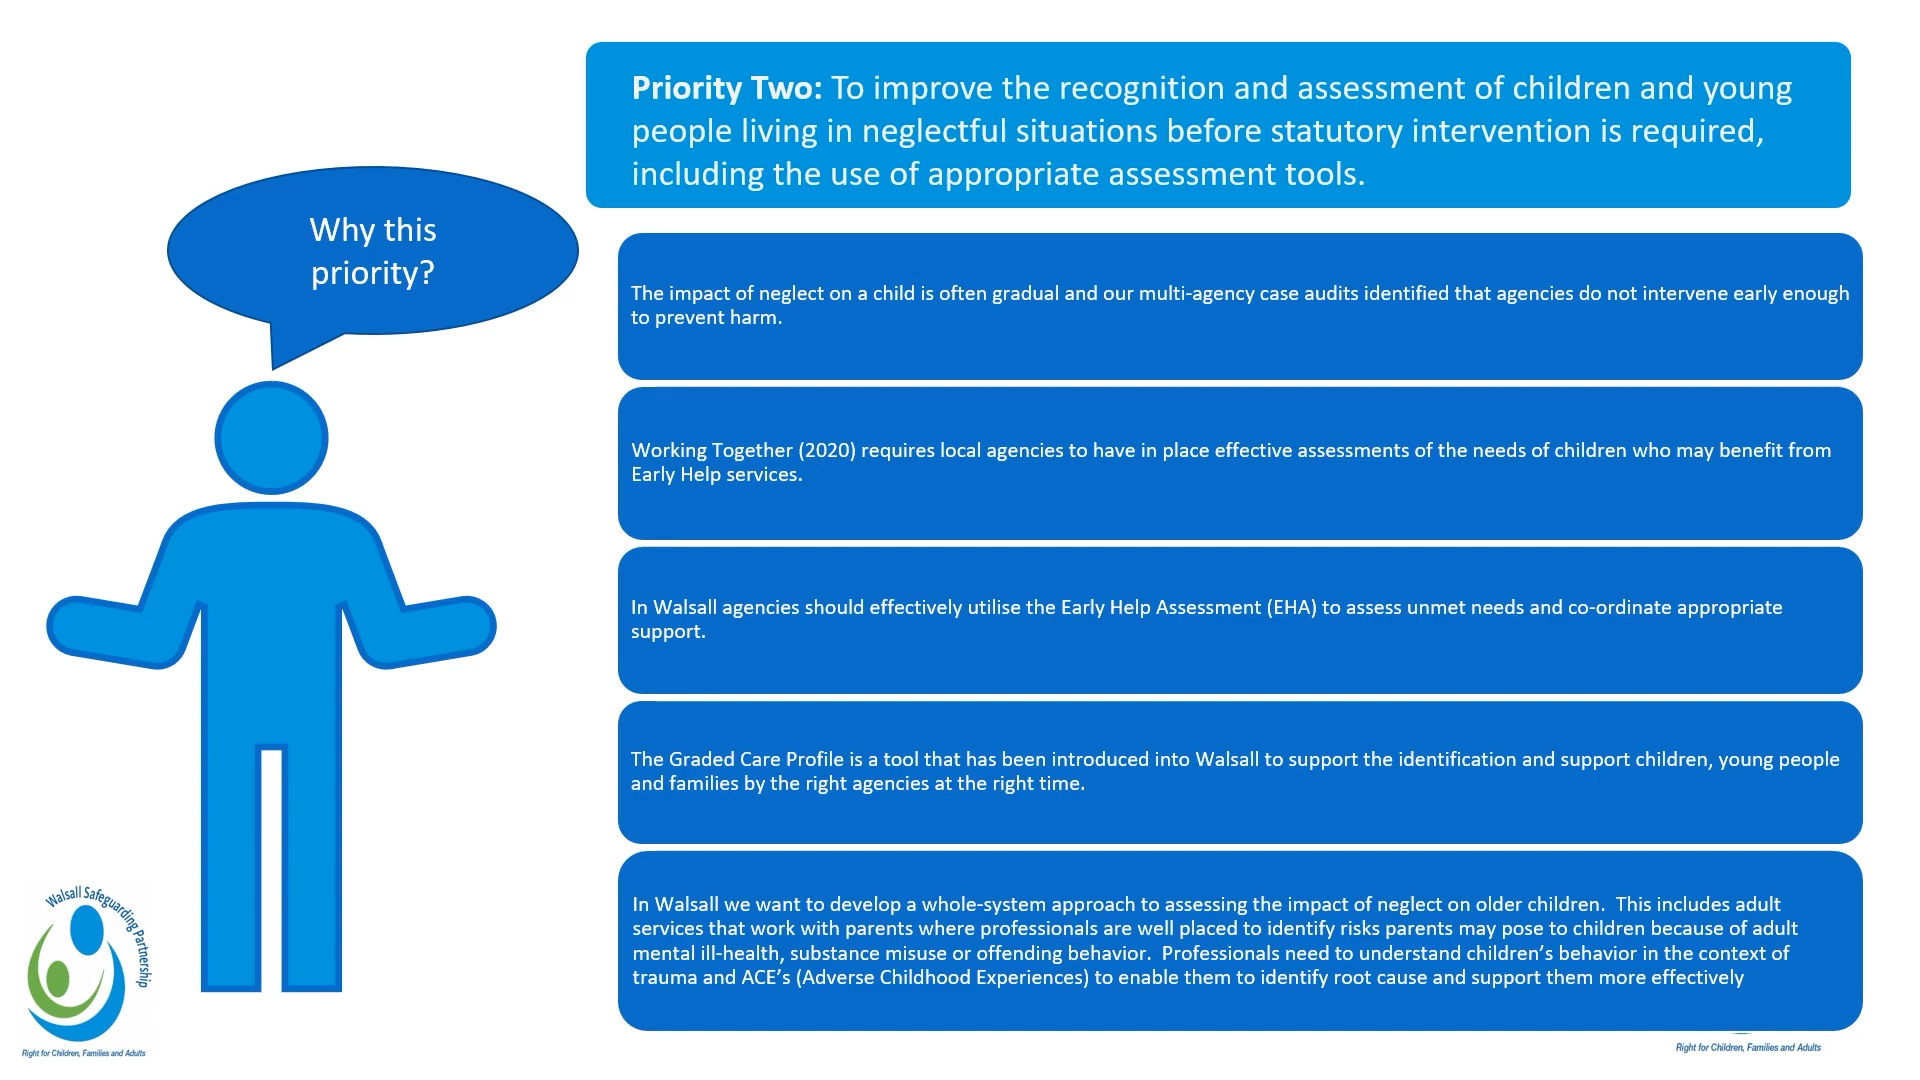 Priority Two: To improve the recognition and assessment of children and young
people living in neglectful situations before statutory intervention is required,
including the use of appropriate assessment tools.
Why this
priority?
The impact of neglect on a child is often gradual and our multi-agency case audits identified that agencies do not intervene early enough
to prevent harm.
Working Together (2020) requires local agencies to have in place effective assessments of the needs of children who may benefit from
Early Help services.
In Walsall agencies should effectively utilise the Early Help Assessment (EHA) to assess unmet needs and co-ordinate appropriate
support.
The Graded Care Profile is a tool that has been introduced into Walsall to support the identification and support children, young people
and families by the right agencies at the right time.
In Walsall we want to develop a whole-system approach to assessing the impact of neglect on older children.  This includes adult
services that work with parents where professionals are well placed to identify risks parents may pose to children because of adult
mental ill-health, substance misuse or offending behavior.  Professionals need to understand children’s behavior in the context of
trauma and ACE’s (Adverse Childhood Experiences) to enable them to identify root cause and support them more effectively
Walsall Safeguarding Partnership
Right for Children, Families and Adults
Right for Children, Families and Adults